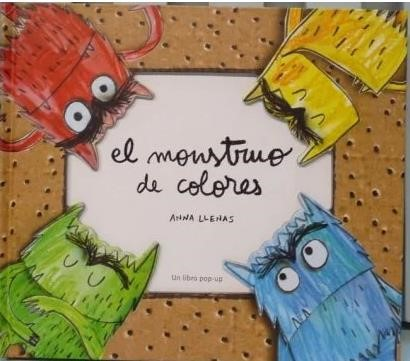 el monstruo
de colores
ANNA LLENAS
Un libro pop-up